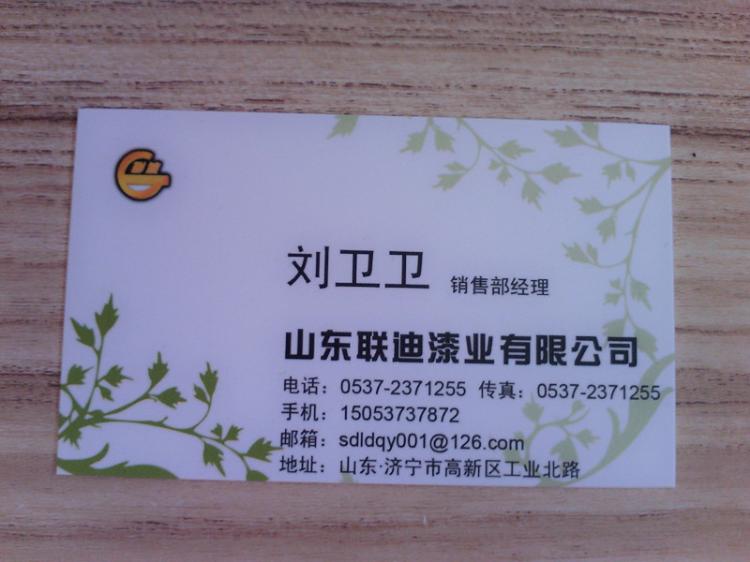 刘卫卫 销售部经理
山东联迪漆业有限公司
电话：0537-2371255 传真：0537-2371255
手机：15053737872
邮箱：sdldqy001@126.com
地址：山东·济宁市高新区工业北路